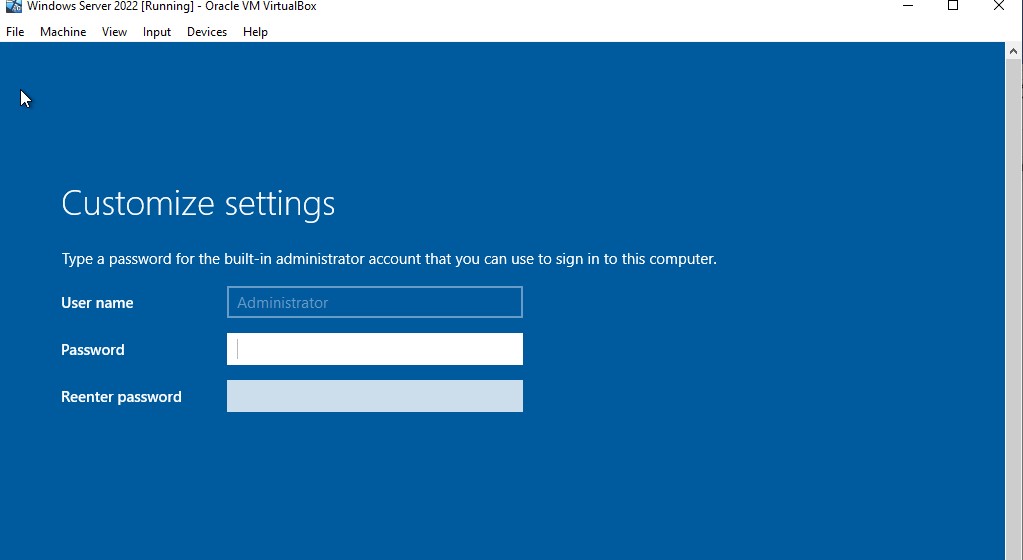 Windows Server 2022 [Running] - Oracle VM VirtualBox
File Machine View Input Devices Help
Customize settings
Type a password for the built-in administrator account that you can use to sign in to this computer.
User name Administrator
Password
Reenter password